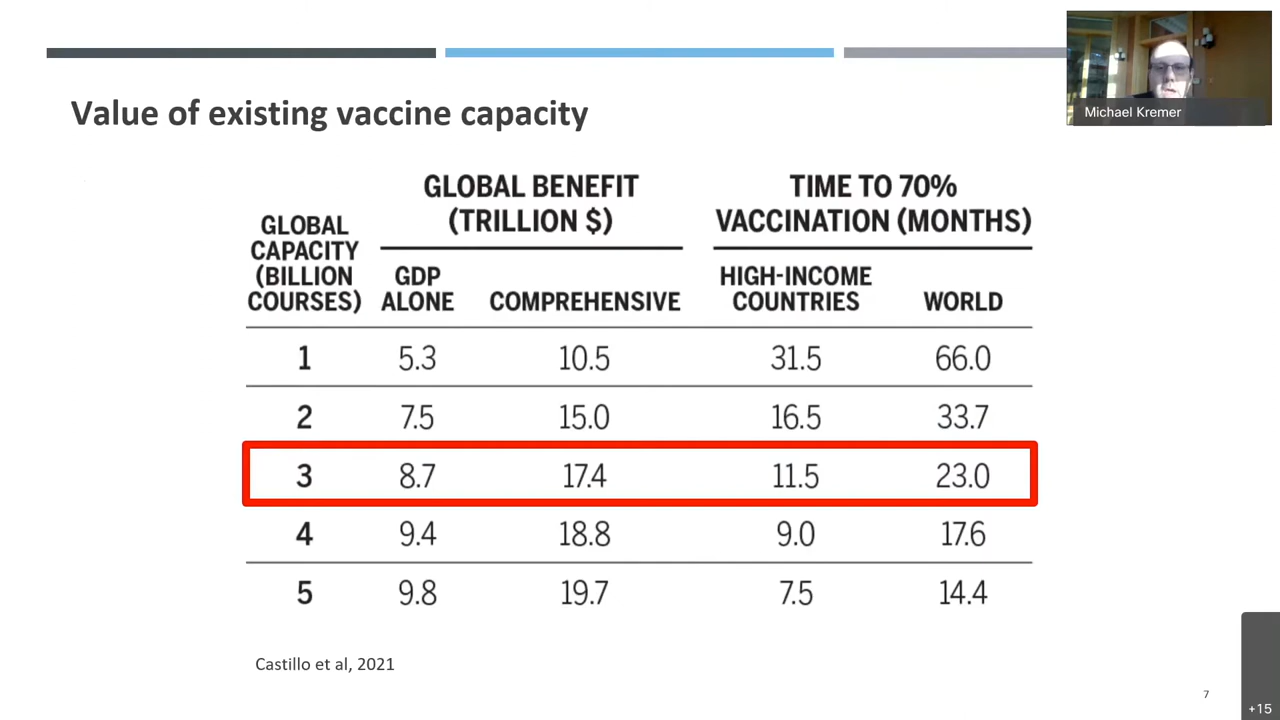 Michael Kremer
Value of existing vaccine capacity
GLOBAL BENEFIT
(TRILLION $)
TIME TO 70%
VACCINATION (MONTHS)
GLOBAL
CAPACITY
(BILLION
COURSES)
GDP
ALONE
COMPREHENSIVE
HIGH-INCOME
COUNTRIES
WORLD
1 5.3 10.5 31.5 66.0
2 7.5 15.0 16.5 33.7
3 8.7 17.4 11.5 23.0
4 9.4 18.8 9.0 17.6
5 9.8 19.7 7.5 14.4
Castillo et al, 2021
7
+15